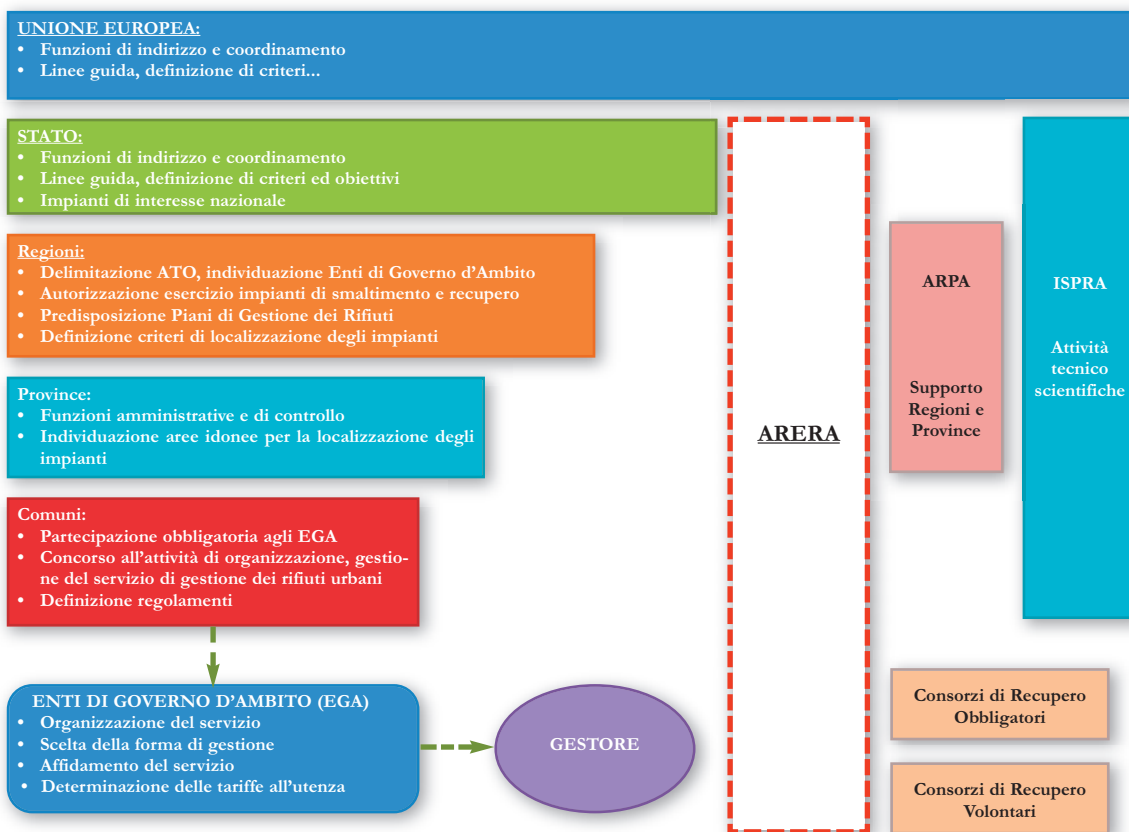 UNIONE EUROPEA:
• Funzioni di indirizzo e coordinamento
• Linee guida, definizione di criteri...
STATO:
• Funzioni di indirizzo e coordinamento
• Linee guida, definizione di criteri ed obiettivi
• Impianti di interesse nazionale
Regioni:
• Delimitazione ATO, individuazione Enti di Governo d'Ambito
• Autorizzazione esercizio impianti di smaltimento e recupero
• Predisposizione Piani di Gestione dei Rifiuti
• Definizione criteri di localizzazione degli impianti
Province:
• Funzioni amministrative e di controllo
• Individuazione aree idonee per la localizzazione degli
impianti
Comuni:
• Partecipazione obbligatoria agli EGA
• Concorso all'attività di organizzazione, gestio-
ne del servizio di gestione dei rifiuti urbani
• Definizione regolamenti
ENTI DI GOVERNO D'AMBITO (EGA)
• Organizzazione del servizio
• Scelta della forma di gestione
• Affidamento del servizio
• Determinazione delle tariffe all'utenza
GESTORE
ARERA
ARPA
Supporto
Regioni e
Province
ISPRA
Attività
tecnico
scientifiche
Consorzi di Recupero
Obbligatori
Consorzi di Recupero
Volontari